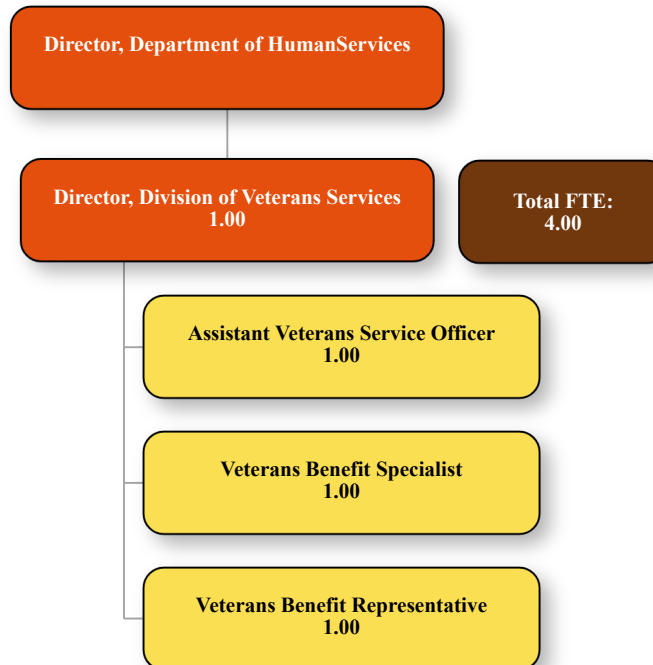 Director, Department of HumanServices
Director, Division of Veterans Services
1.00
Total FTE:
4.00
Assistant Veterans Service Officer
1.00
Veterans Benefit Specialist
1.00
Veterans Benefit Representative
1.00